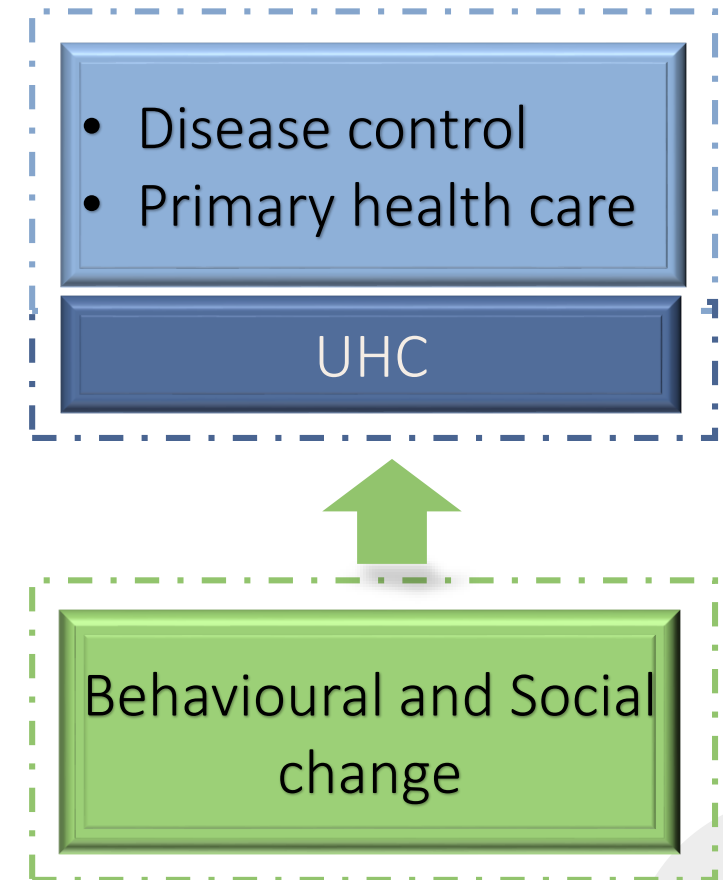 • Disease control
• Primary health care
UHC
Behavioural and Social
change